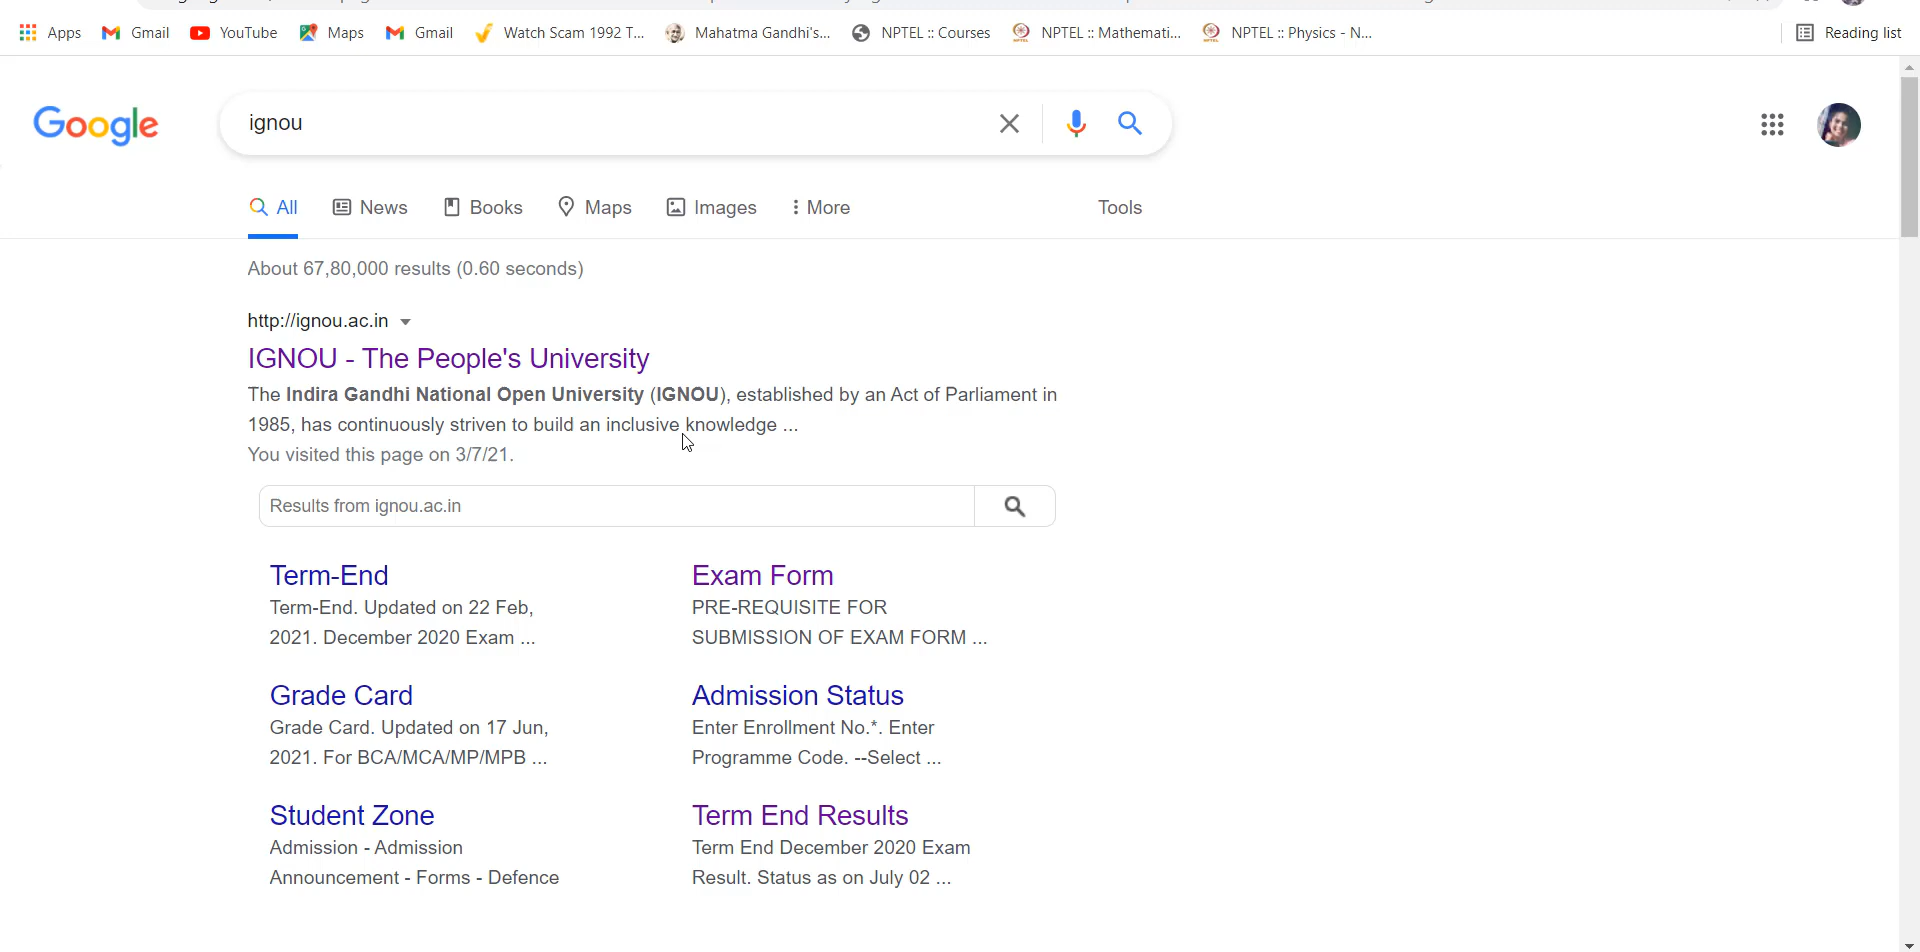 Apps Gmail YouTube Maps Gmail Watch Scam 1992 T... Mahatma Gandhi's... NPTEL :: Courses NPTEL :: Mathemati... NPTEL :: Physics - N... Reading list
Google ignou
All News Books Maps Images More Tools
About 67,80,000 results (0.60 seconds)
http://ignou.ac.in
IGNOU - The People's University
The Indira Gandhi National Open University (IGNOU), established by an Act of Parliament in
1985, has continuously striven to build an inclusive knowledge ...
You visited this page on 3/7/21.
Results from ignou.ac.in
Term-End
Term-End. Updated on 22 Feb,
2021. December 2020 Exam ...
Exam Form
PRE-REQUISITE FOR
SUBMISSION OF EXAM FORM ...
Grade Card
Grade Card. Updated on 17 Jun,
2021. For BCA/MCA/MP/MPB ...
Admission Status
Enter Enrollment No.*. Enter
Programme Code. --Select ...
Student Zone
Admission - Admission
Announcement - Forms - Defence
Term End Results
Term End December 2020 Exam
Result. Status as on July 02 ...